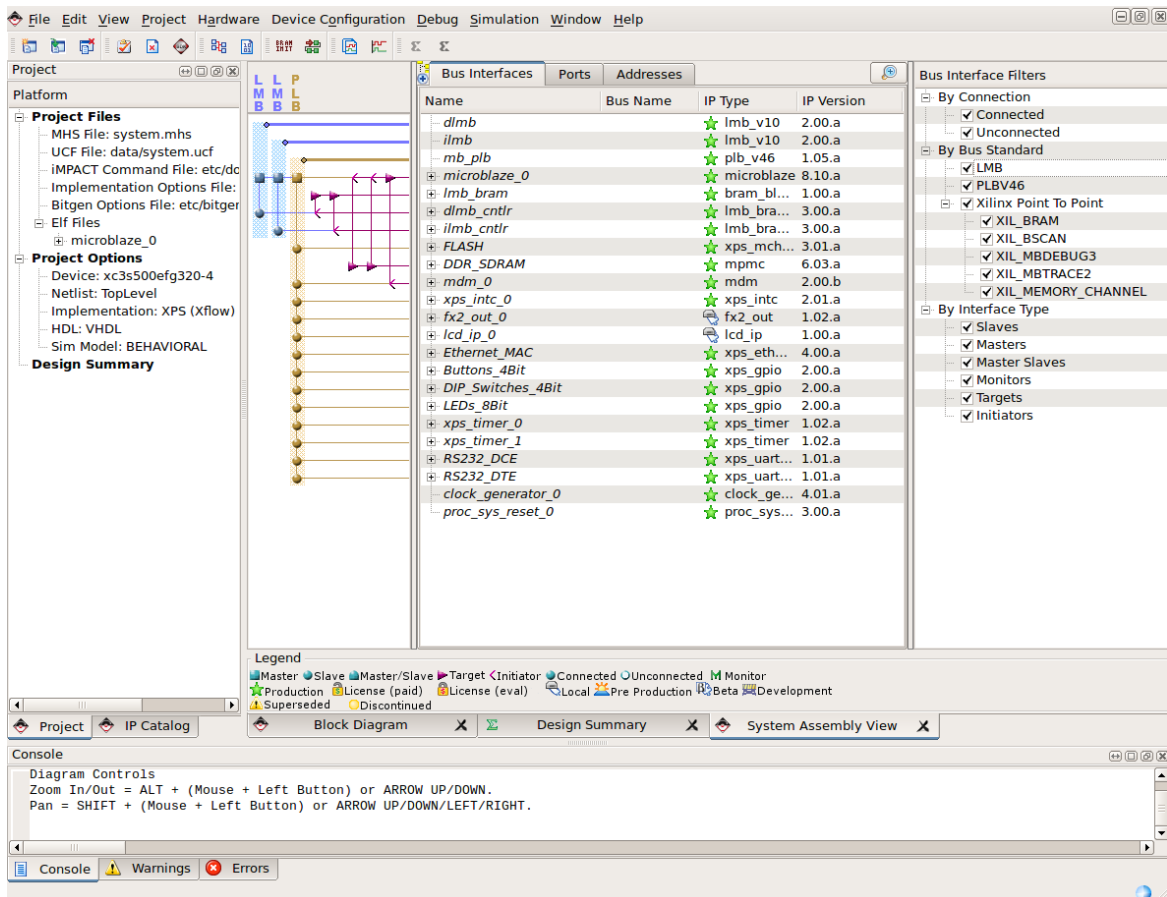 File Edit View Project Hardware Device Configuration Debug Simulation Window Help
BRAM INIT
Project
Platform
Project Files
MHS File: system.mhs
UCF File: data/system.ucf
iMPACT Command File: etc/do
Implementation Options File:
Bitgen Options File: etc/bitger
Elf Files
microblaze_0
Project Options
Device: xc3s500efg320-4
Netlist: TopLevel
Implementation: XPS (Xflow)
HDL: VHDL
Sim Model: BEHAVIORAL
Design Summary
Project IP Catalog
L L P
M M L
B B B
Bus Interfaces Ports Addresses
Name Bus Name IP Type IP Version
dlmb lmb_v10 2.00.a
ilmb lmb_v10 2.00.a
mb_plb plb_v46 1.05.a
microblaze_0 microblaze 8.10.a
lmb_bram bram_bl... 1.00.a
dlmb_cntlr lmb_bra... 3.00.a
ilmb_cntlr lmb_bra... 3.00.a
FLASH xps_mch... 3.01.a
DDR_SDRAM mpmc 6.03.a
mdm_0 mdm 2.00.b
xps_intc_0 xps_intc 2.01.a
fx2_out_0 fx2_out 1.02.a
lcd_ip_0 lcd_ip 1.00.a
Ethernet_MAC xps_eth... 4.00.a
Buttons_4Bit xps_gpio 2.00.a
DIP_Switches_4Bit xps_gpio 2.00.a
LEDs_8Bit xps_gpio 2.00.a
xps_timer_0 xps_timer 1.02.a
xps_timer_1 xps_timer 1.02.a
RS232_DCE xps_uart... 1.01.a
RS232_DTE xps_uart... 1.01.a
clock_generator_0 clock_ge... 4.01.a
proc_sys_reset_0 proc_sys... 3.00.a
Bus Interface Filters
By Connection
Connected
Unconnected
By Bus Standard
LMB
PLBV46
Xilinx Point To Point
XIL_BRAM
XIL_BSCAN
XIL_MBDEBUG3
XIL_MBTRACE2
XIL_MEMORY_CHANNEL
By Interface Type
Slaves
Masters
Master Slaves
Monitors
Targets
Initiators
Legend
Master Slave Master/Slave Target Initiator Connected Unconnected M Monitor
Production License (paid) License (eval) Local Pre Production Beta Development
Superseded Discontinued
Block Diagram Design Summary System Assembly View
Console
Diagram Controls
Zoom In/Out = ALT + (Mouse + Left Button) or ARROW UP/DOWN.
Pan = SHIFT + (Mouse + Left Button) or ARROW UP/DOWN/LEFT/RIGHT.
Console Warnings Errors